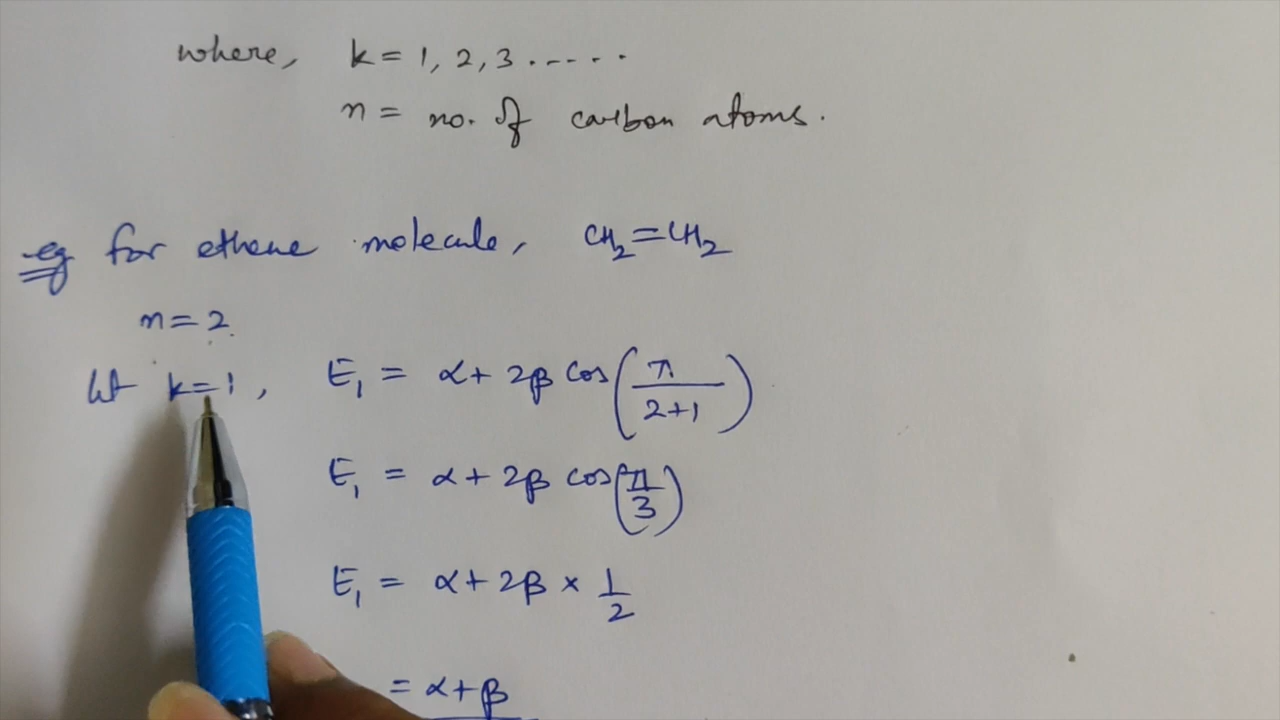 where, k = 1, 2, 3 .....
n = no. of carbon atoms.
eg for ethene molecule, CH₂=CH₂
n=2
let k=1, E₁ = α + 2β cos(π/(2+1))
E₁ = α + 2β cos(π/3)
E₁ = α + 2β × 1/2
= α + β